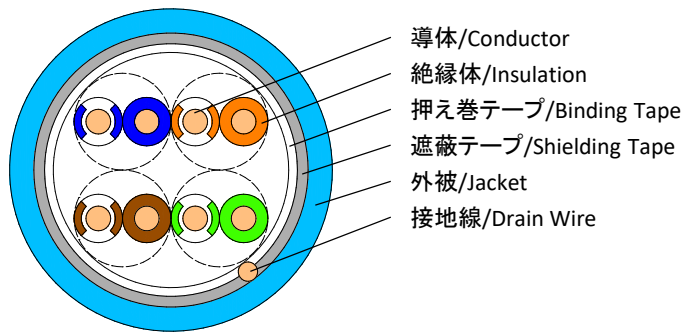 導体/Conductor
絶縁体/Insulation
押え巻テープ/Binding Tape
遮蔽テープ/Shielding Tape
外被/Jacket
接地線/Drain Wire